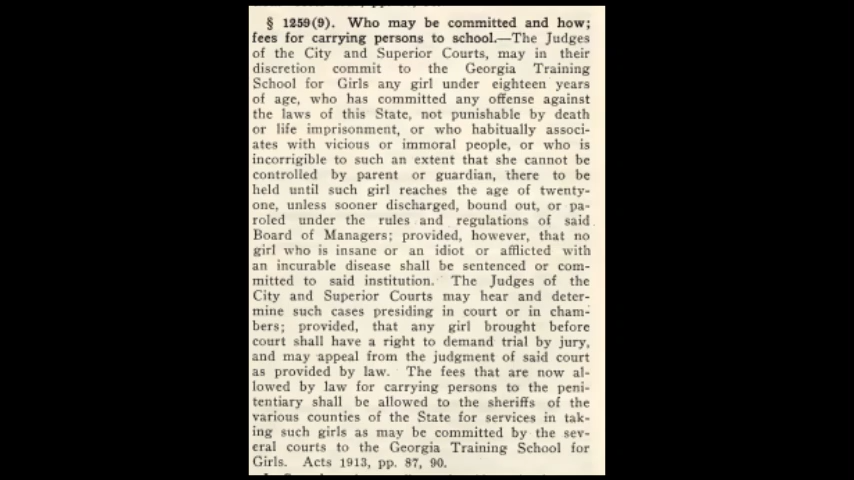 § 1259(9). Who may be committed and how;
fees for carrying persons to school.—The Judges
of the City and Superior Courts, may in their
discretion commit to the Georgia Training
School for Girls any girl under eighteen years
of age, who has committed any offense against
the laws of this State, not punishable by death
or life imprisonment, or who habitually associ-
ates with vicious or immoral people, or who is
incorrigible to such an extent that she cannot be
controlled by parent or guardian, there to be
held until such girl reaches the age of twenty-
one, unless sooner discharged, bound out, or pa-
roled under the rules and regulations of said
Board of Managers; provided, however, that no
girl who is insane or an idiot or afflicted with
an incurable disease shall be sentenced or com-
mitted to said institution. The Judges of the
City and Superior Courts may hear and deter-
mine such cases presiding in court or in cham-
bers; provided, that any girl brought before
court shall have a right to demand trial by jury,
and may appeal from the judgment of said court
as provided by law. The fees that are now al-
lowed by law for carrying persons to the peni-
tentiary shall be allowed to the sheriffs of the
various counties of the State for services in tak-
ing such girls as may be committed by the sev-
eral courts to the Georgia Training School for
Girls. Acts 1913, pp. 87, 90.